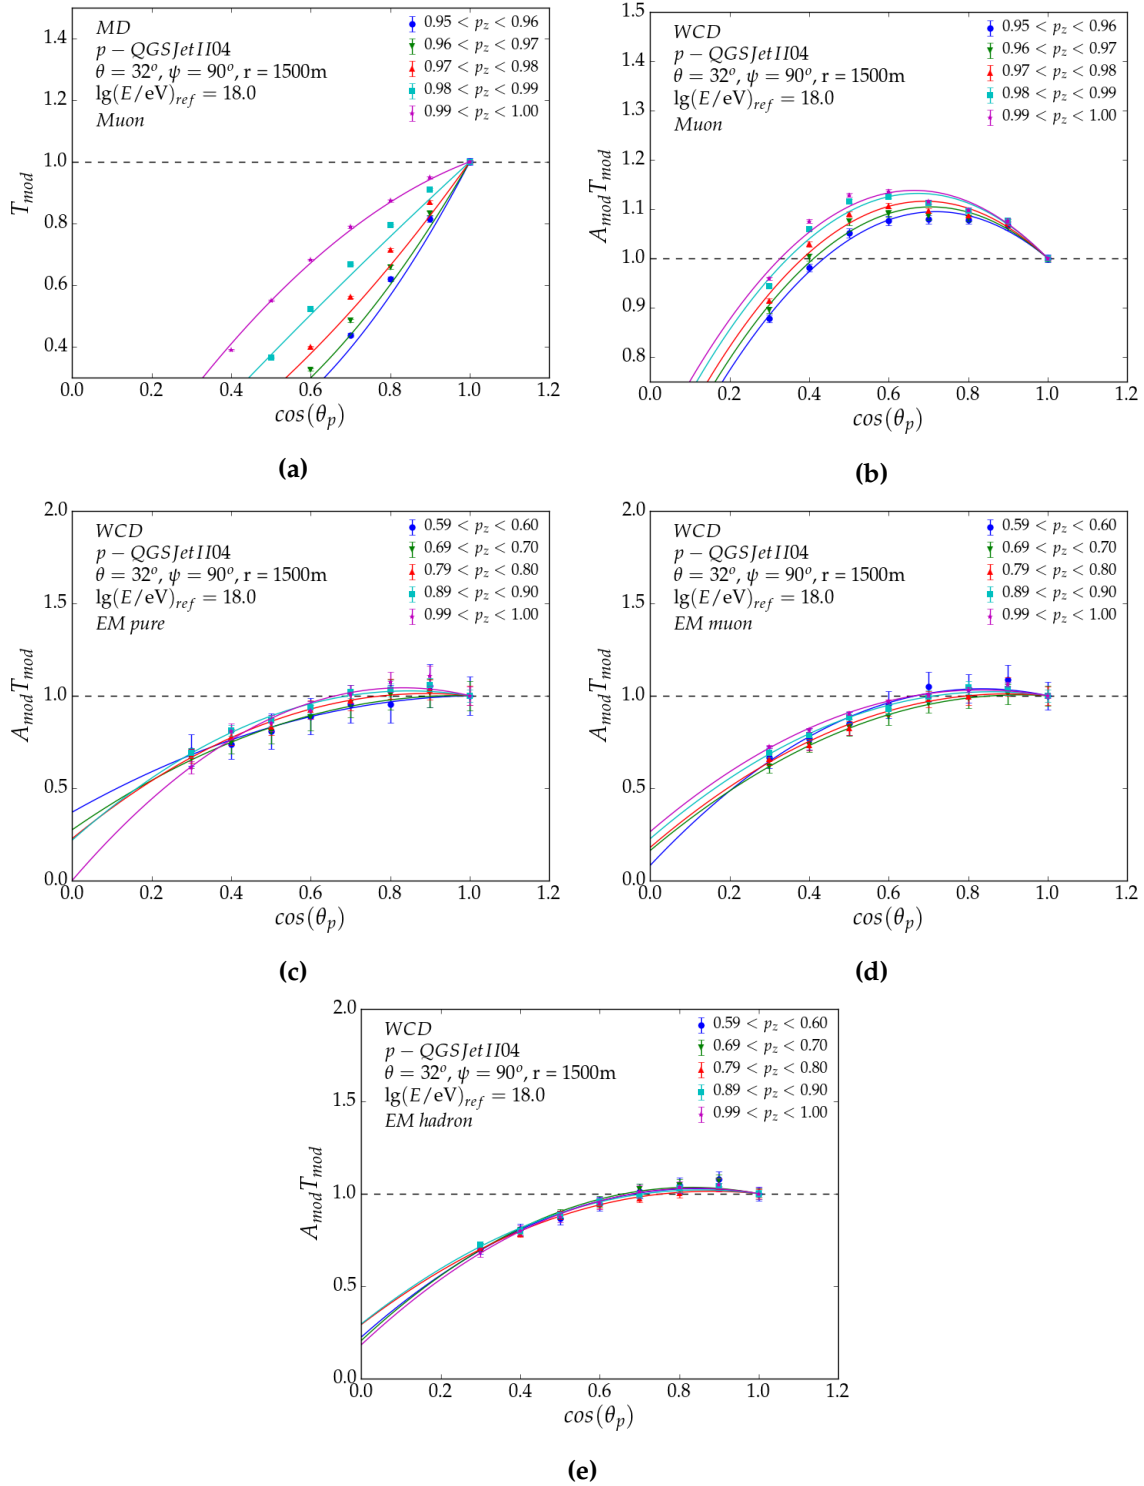 MD
p − QGSJetII04
θ = 32°, ψ = 90°, r = 1500m
lg(E/eV)ref = 18.0
Muon
0.95 < pz < 0.96
0.96 < pz < 0.97
0.97 < pz < 0.98
0.98 < pz < 0.99
0.99 < pz < 1.00
1.4
1.2
1.0
0.8
0.6
0.4
Tmod
0.0 0.2 0.4 0.6 0.8 1.0 1.2
cos(θp)
(a)
WCD
p − QGSJetII04
θ = 32°, ψ = 90°, r = 1500m
lg(E/eV)ref = 18.0
Muon
0.95 < pz < 0.96
0.96 < pz < 0.97
0.97 < pz < 0.98
0.98 < pz < 0.99
0.99 < pz < 1.00
1.5
1.4
1.3
1.2
1.1
1.0
0.9
0.8
AmodTmod
0.0 0.2 0.4 0.6 0.8 1.0 1.2
cos(θp)
(b)
WCD
p − QGSJetII04
θ = 32°, ψ = 90°, r = 1500m
lg(E/eV)ref = 18.0
EM pure
0.59 < pz < 0.60
0.69 < pz < 0.70
0.79 < pz < 0.80
0.89 < pz < 0.90
0.99 < pz < 1.00
2.0
1.5
1.0
0.5
0.0
AmodTmod
0.0 0.2 0.4 0.6 0.8 1.0 1.2
cos(θp)
(c)
WCD
p − QGSJetII04
θ = 32°, ψ = 90°, r = 1500m
lg(E/eV)ref = 18.0
EM muon
0.59 < pz < 0.60
0.69 < pz < 0.70
0.79 < pz < 0.80
0.89 < pz < 0.90
0.99 < pz < 1.00
2.0
1.5
1.0
0.5
0.0
AmodTmod
0.0 0.2 0.4 0.6 0.8 1.0 1.2
cos(θp)
(d)
WCD
p − QGSJetII04
θ = 32°, ψ = 90°, r = 1500m
lg(E/eV)ref = 18.0
EM hadron
0.59 < pz < 0.60
0.69 < pz < 0.70
0.79 < pz < 0.80
0.89 < pz < 0.90
0.99 < pz < 1.00
2.0
1.5
1.0
0.5
0.0
AmodTmod
0.0 0.2 0.4 0.6 0.8 1.0 1.2
cos(θp)
(e)